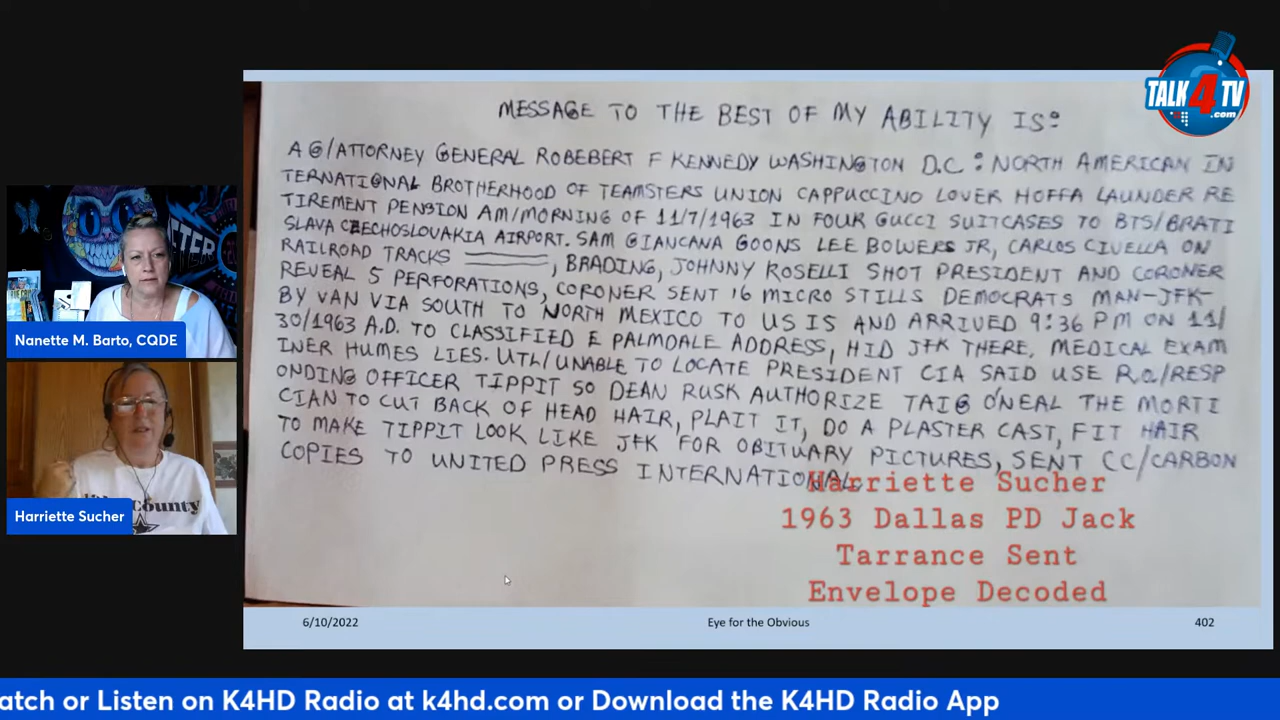 TALK 4 TV
.com
MESSAGE TO THE BEST OF MY ABILITY IS:
A G/ATTORNEY GENERAL ROBEBERT F KENNEDY WASHINGTON D.C : NORTH AMERICAN IN
TERNATIONAL BROTHERHOOD OF TEAMSTERS UNION CAPPUCCINO LOVER HOFFA LAUNDER RE
TIREMENT PENSION AM/MORNING OF 11/7/1963 IN FOUR GUCCI SUITCASES TO BTS/BRATI
SLAVA CZECHOSLOVAKIA AIRPORT. SAM GIANCANA GOONS LEE BOWERS JR, CARLOS CIVELLA ON
RAILROAD TRACKS, BRADING, JOHNNY ROSELLI SHOT PRESIDENT AND CORONER
REVEAL 5 PERFORATIONS, CORONER SENT 16 MICRO STILLS DEMOCRATS MAN-JFK-
BY VAN VIA SOUTH TO NORTH MEXICO TO US IS AND ARRIVED 9:36 PM ON 11/
30/1963 A.D. TO CLASSIFIED E PALMDALE ADDRESS, HID JFK THERE. MEDICAL EXAM
INER HUMES LIES. UTL/UNABLE TO LOCATE PRESIDENT CIA SAID USE RO/RESP
ONDING OFFICER TIPPIT SO DEAN RUSK AUTHORIZE TAIG O'NEAL THE MORTI
CIAN TO CUT BACK OF HEAD HAIR, PLAIT IT, DO A PLASTER CAST, FIT HAIR
TO MAKE TIPPIT LOOK LIKE JFK FOR OBITUARY PICTURES, SENT CC/CARBON
COPIES TO UNITED PRESS INTERNATIONAL.
Harriette Sucher
1963 Dallas PD Jack
Tarrance Sent
Envelope Decoded
Nanette M. Barto, CQDE
Harriette Sucher
County
6/10/2022
Eye for the Obvious
402
atch or Listen on K4HD Radio at k4hd.com or Download the K4HD Radio App